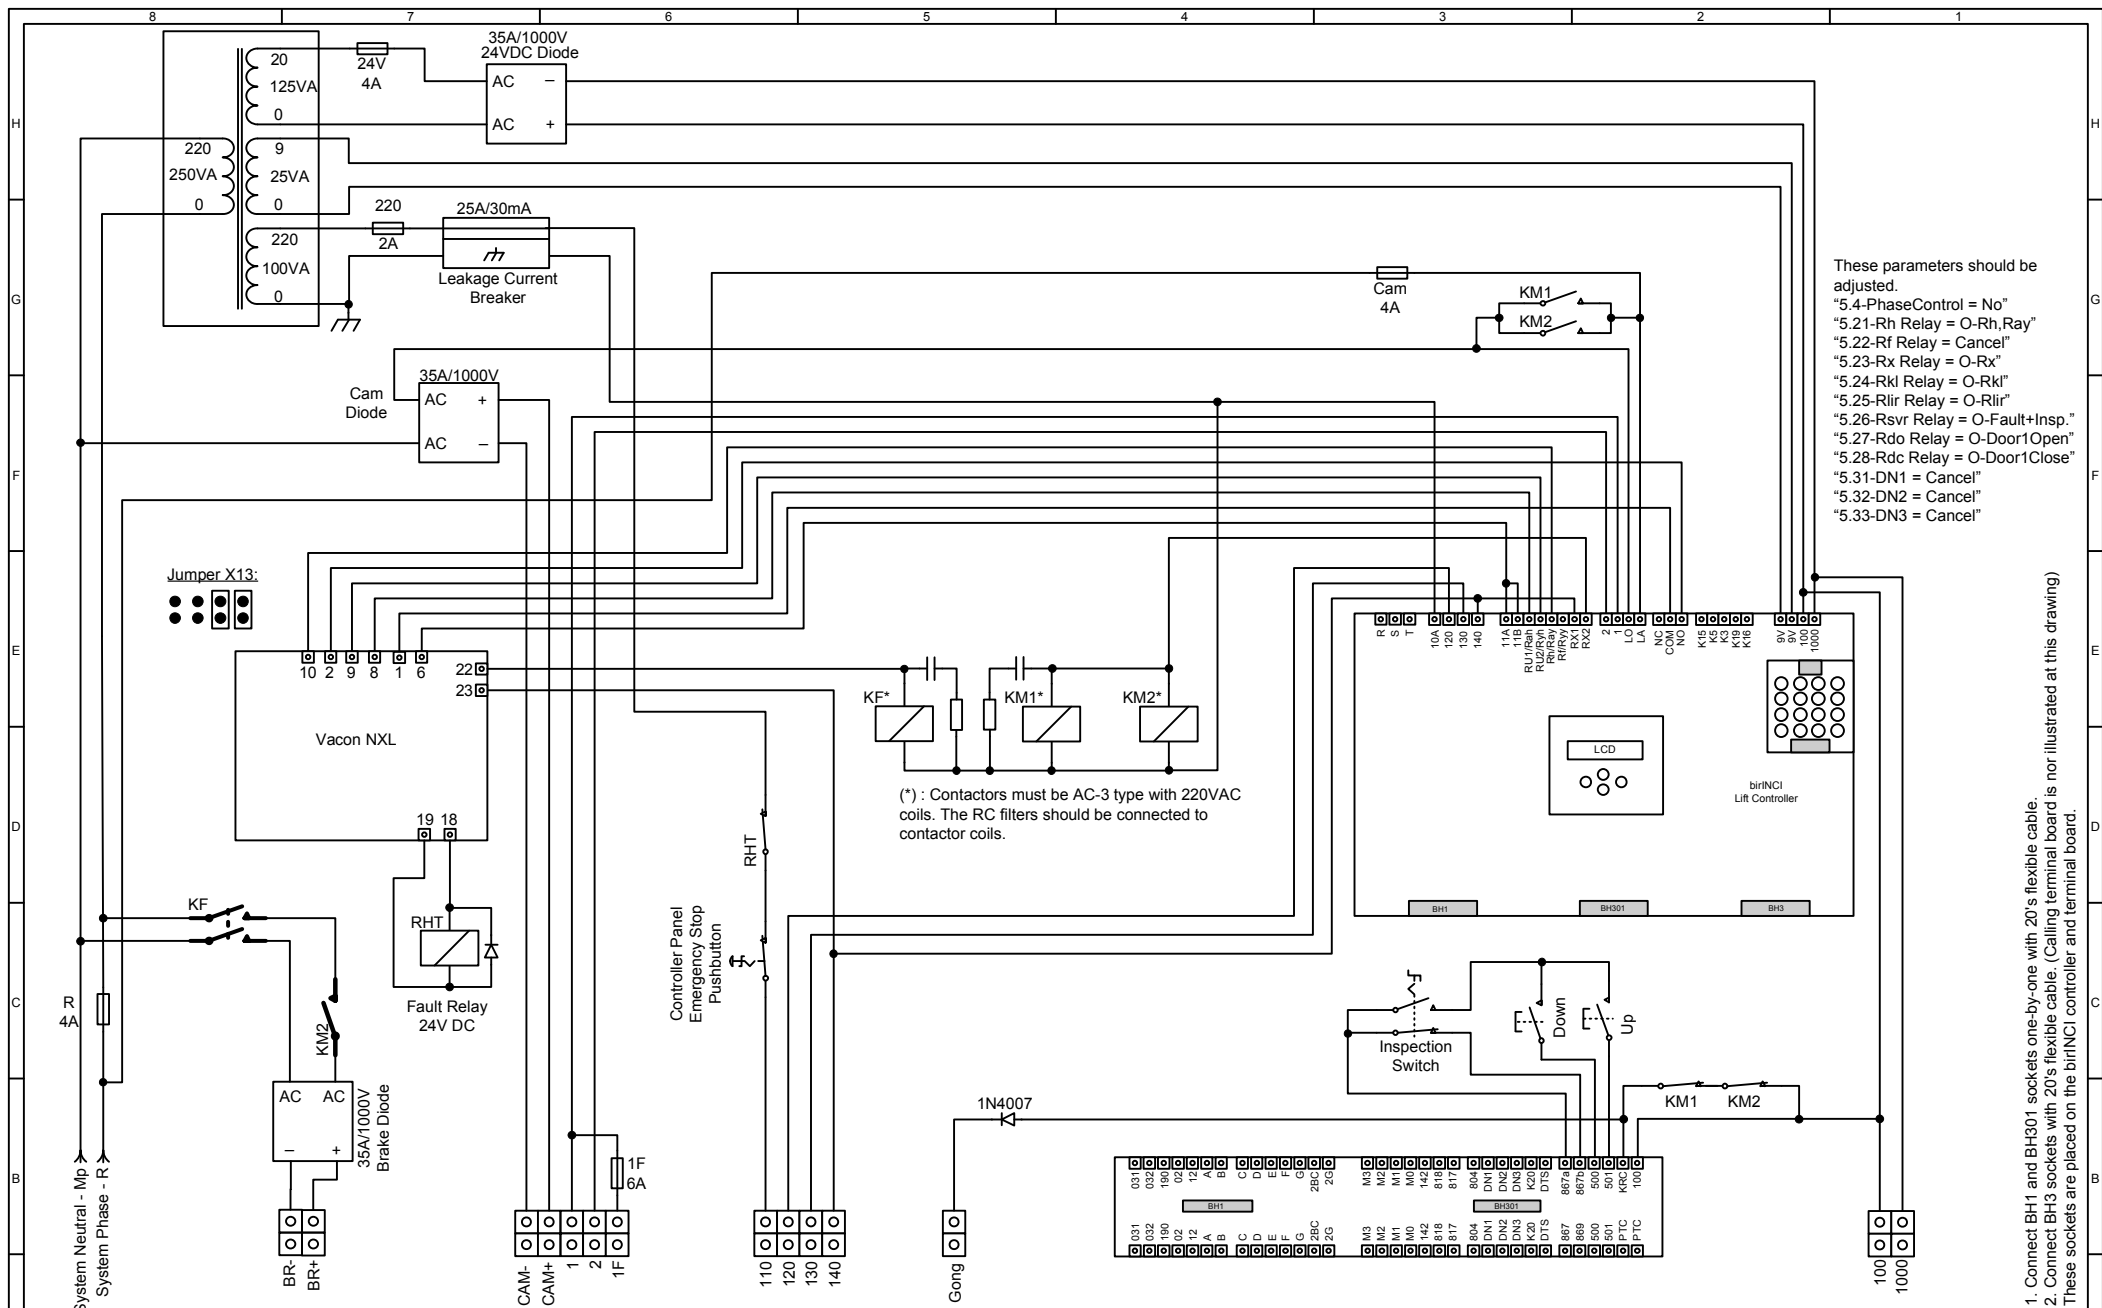 8 7 6 5 4 3 2 1
H
G
F
E
D
C
B
H
G
F
E
D
C
B
20
125VA
0
220
250VA
0
9
25VA
0
220
100VA
0
24V
4A
35A/1000V
24VDC Diode
AC –
AC +
220
2A
25A/30mA
Leakage Current
Breaker
Cam
4A
KM1
KM2
These parameters should be
adjusted.
“5.4-PhaseControl = No”
“5.21-Rh Relay = O-Rh,Ray”
“5.22-Rf Relay = Cancel”
“5.23-Rx Relay = O-Rx”
“5.24-Rkl Relay = O-Rkl”
“5.25-Rlir Relay = O-Rlir”
“5.26-Rsvr Relay = O-Fault+Insp.”
“5.27-Rdo Relay = O-Door1Open”
“5.28-Rdc Relay = O-Door1Close”
“5.31-DN1 = Cancel”
“5.32-DN2 = Cancel”
“5.33-DN3 = Cancel”
35A/1000V
Cam
Diode
AC +
AC –
Jumper X13:
10 2 9 8 1 6
22
23
Vacon NXL
19 18
KF*
KM1*
KM2*
(*) : Contactors must be AC-3 type with 220VAC
coils. The RC filters should be connected to
contactor coils.
R S T 10A 120 130 140 11A 11B RU1/Rah RU2/Ryh Rh/Ray Rf/Ryy RX1 RX2 2 1 LO LA NC COM NO K15 K5 K3 K19 K16 9V 9V 100 1000
LCD
birINCI
Lift Controller
BH1
BH301
BH3
RHT
Controller Panel
Emergency Stop
Pushbutton
KF
RHT
Fault Relay
24V DC
R
4A
KM2
AC AC
– +
35A/1000V
Brake Diode
System Neutral - Mp
System Phase - R
BR-
BR+
1F
6A
CAM-
CAM+
1
2
1F
110
120
130
140
1N4007
Gong
Inspection
Switch
Down
Up
KM1
KM2
031 032 190 02 12 A B C D E F G 2BC 2G M3 M2 M1 M0 142 818 817 804 DN1 DN2 DN3 K20 DTS 867a 867b 500 501 KRC 100
BH1
BH301
031 032 190 02 12 A B C D E F G 2BC 2G M3 M2 M1 M0 142 818 817 804 DN1 DN2 DN3 K20 DTS 867 869 500 501 PTC PTC
100
1000
1. Connect BH1 and BH301 sockets one-by-one with 20's flexible cable.
2. Connect BH3 sockets with 20's flexible cable. (Calling terminal board is nor illustrated at this drawing)
These sockets are placed on the birINCI controller and terminal board.